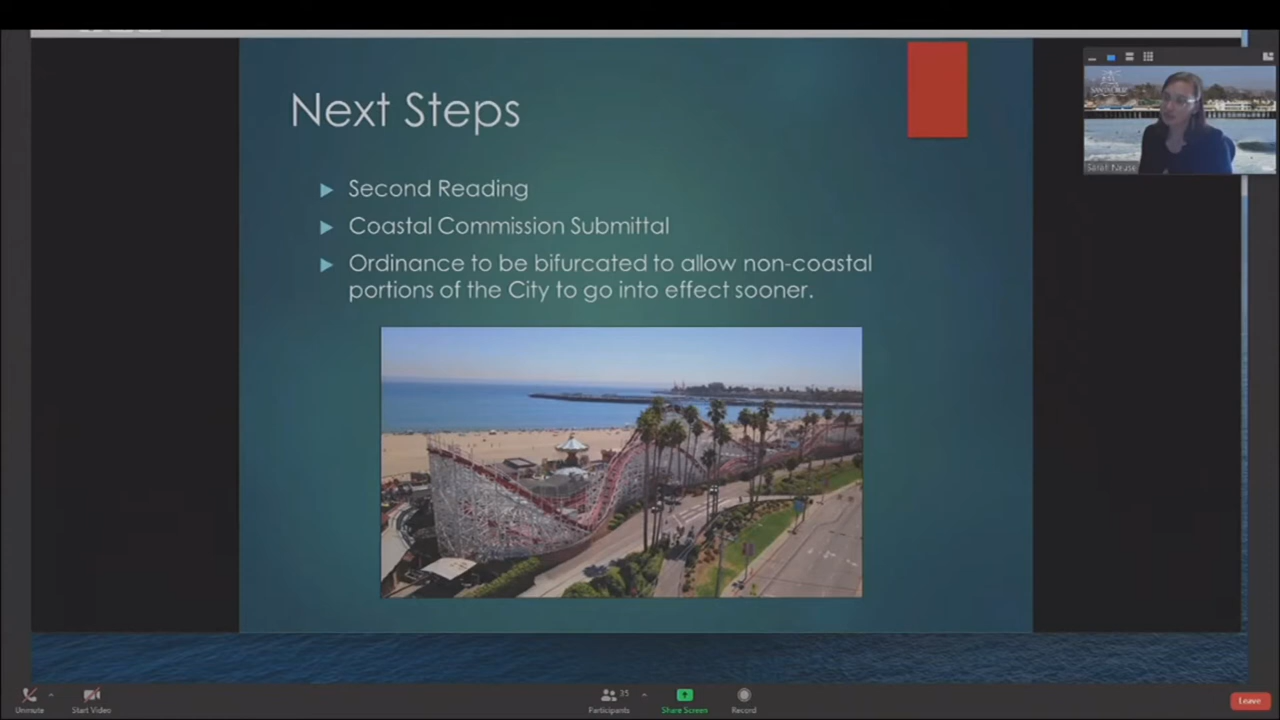 Next Steps
Second Reading
Coastal Commission Submittal
Ordinance to be bifurcated to allow non-coastal
portions of the City to go into effect sooner.
Unmute
Start Video
35
Participants
Share Screen
Record
Leave